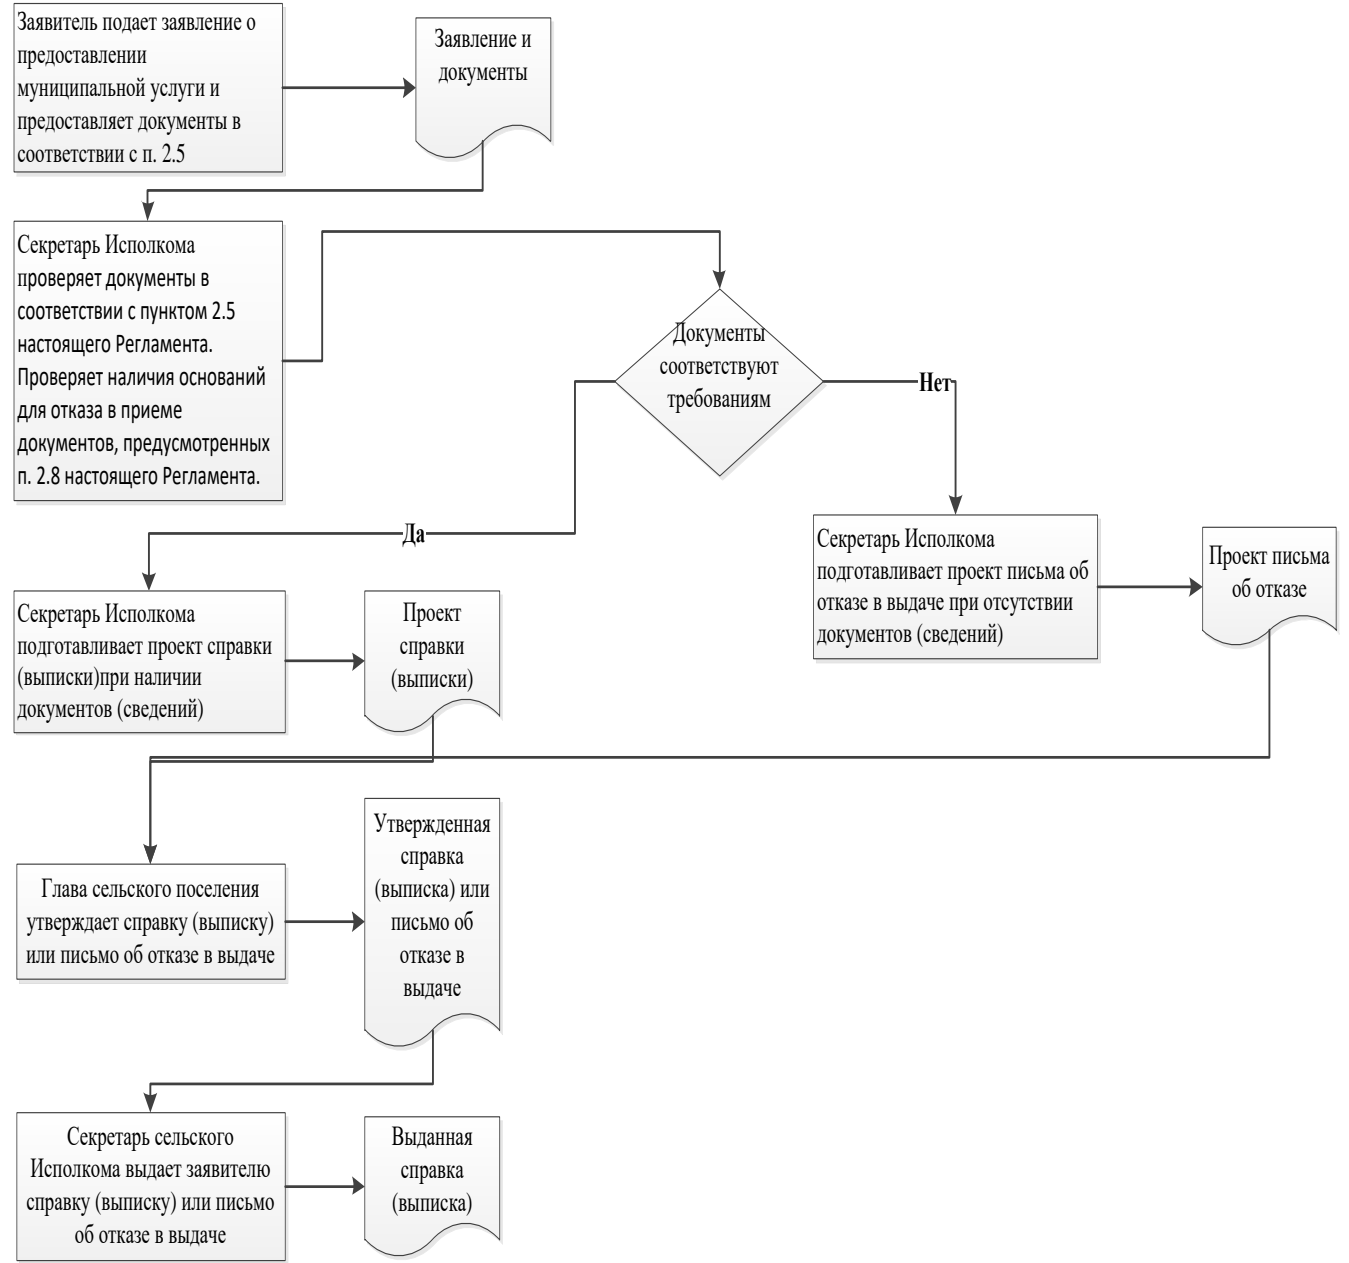 Заявитель подает заявление о
предоставлении
муниципальной услуги и
предоставляет документы в
соответствии с п. 2.5
Заявление и
документы
Секретарь Исполкома
проверяет документы в
соответствии с пунктом 2.5
настоящего Регламента.
Проверяет наличия оснований
для отказа в приеме
документов, предусмотренных
п. 2.8 настоящего Регламента.
Документы
соответствуют
требованиям
Нет
Да
Секретарь Исполкома
подготавливает проект письма об
отказе в выдаче при отсутствии
документов (сведений)
Проект письма
об отказе
Секретарь Исполкома
подготавливает проект справки
(выписки)при наличии
документов (сведений)
Проект
справки
(выписки)
Глава сельского поселения
утверждает справку (выписку)
или письмо об отказе в выдаче
Утвержденная
справка
(выписка) или
письмо об
отказе в
выдаче
Секретарь сельского
Исполкома выдает заявителю
справку (выписку) или письмо
об отказе в выдаче
Выданная
справка
(выписка)